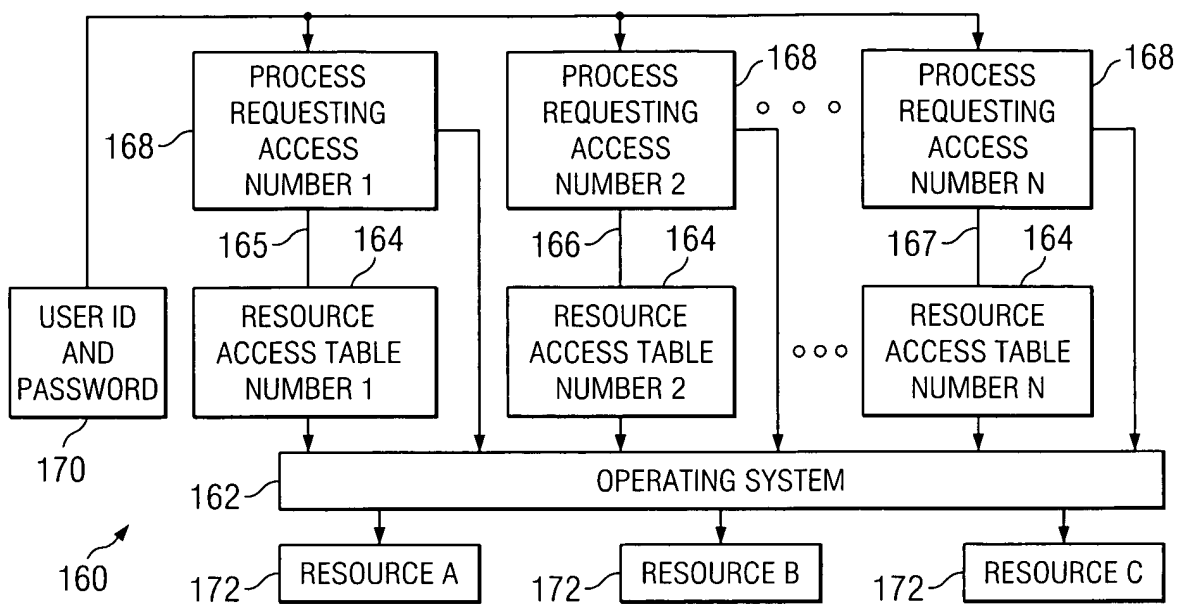 PROCESS
REQUESTING
ACCESS
NUMBER 1
168
PROCESS
REQUESTING
ACCESS
NUMBER 2
168
PROCESS
REQUESTING
ACCESS
NUMBER N
168
165
164
166
164
167
164
USER ID
AND
PASSWORD
170
RESOURCE
ACCESS TABLE
NUMBER 1
RESOURCE
ACCESS TABLE
NUMBER 2
RESOURCE
ACCESS TABLE
NUMBER N
162
OPERATING SYSTEM
160
172
RESOURCE A
172
RESOURCE B
172
RESOURCE C